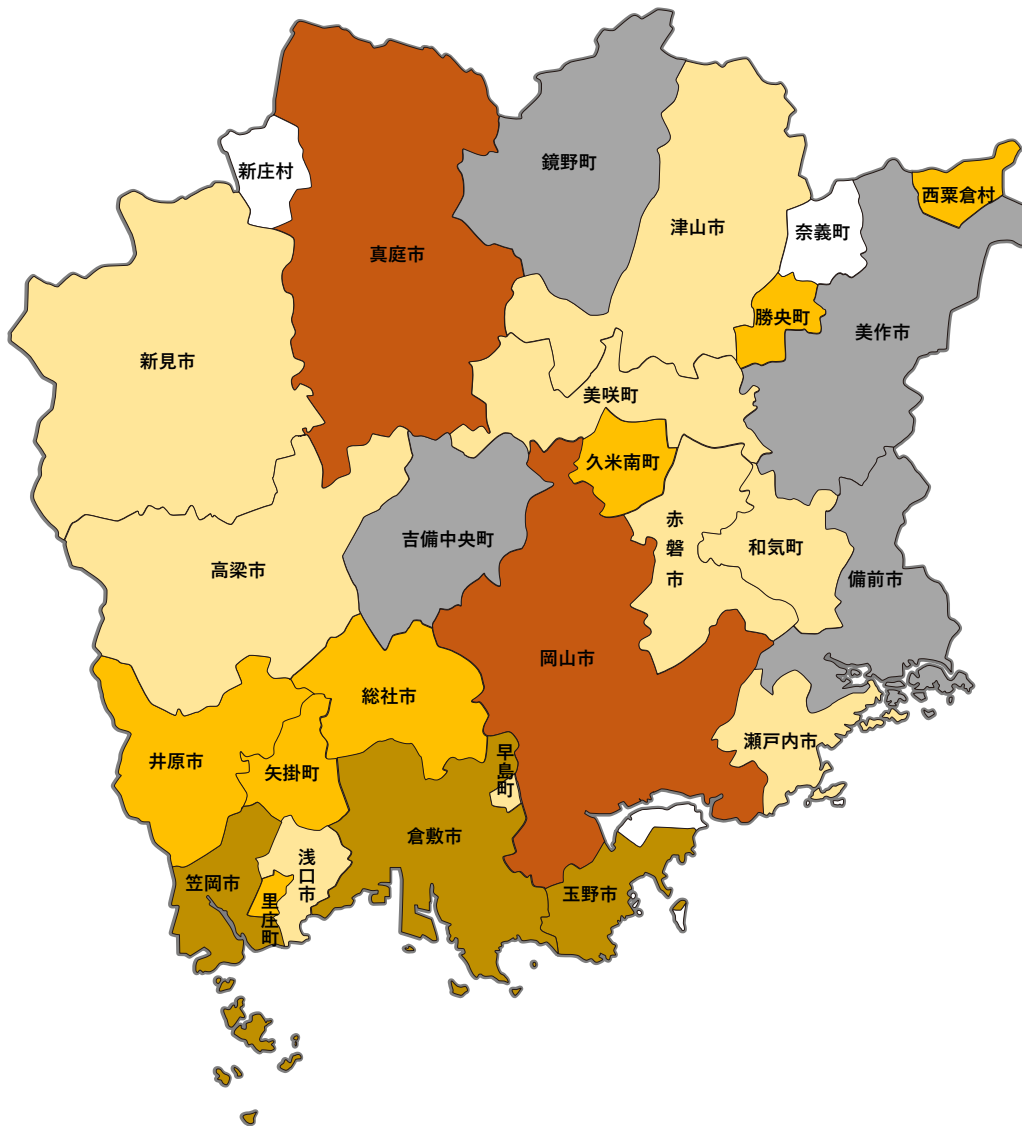 鏡野町
新庄村
西粟倉村
津山市
奈義町
真庭市
勝央町
美作市
新見市
美咲町
久米南町
赤磐市
吉備中央町
和気町
高梁市
備前市
岡山市
総社市
瀬戸内市
早島町
井原市
矢掛町
倉敷市
浅口市
笠岡市
玉野市
里庄町